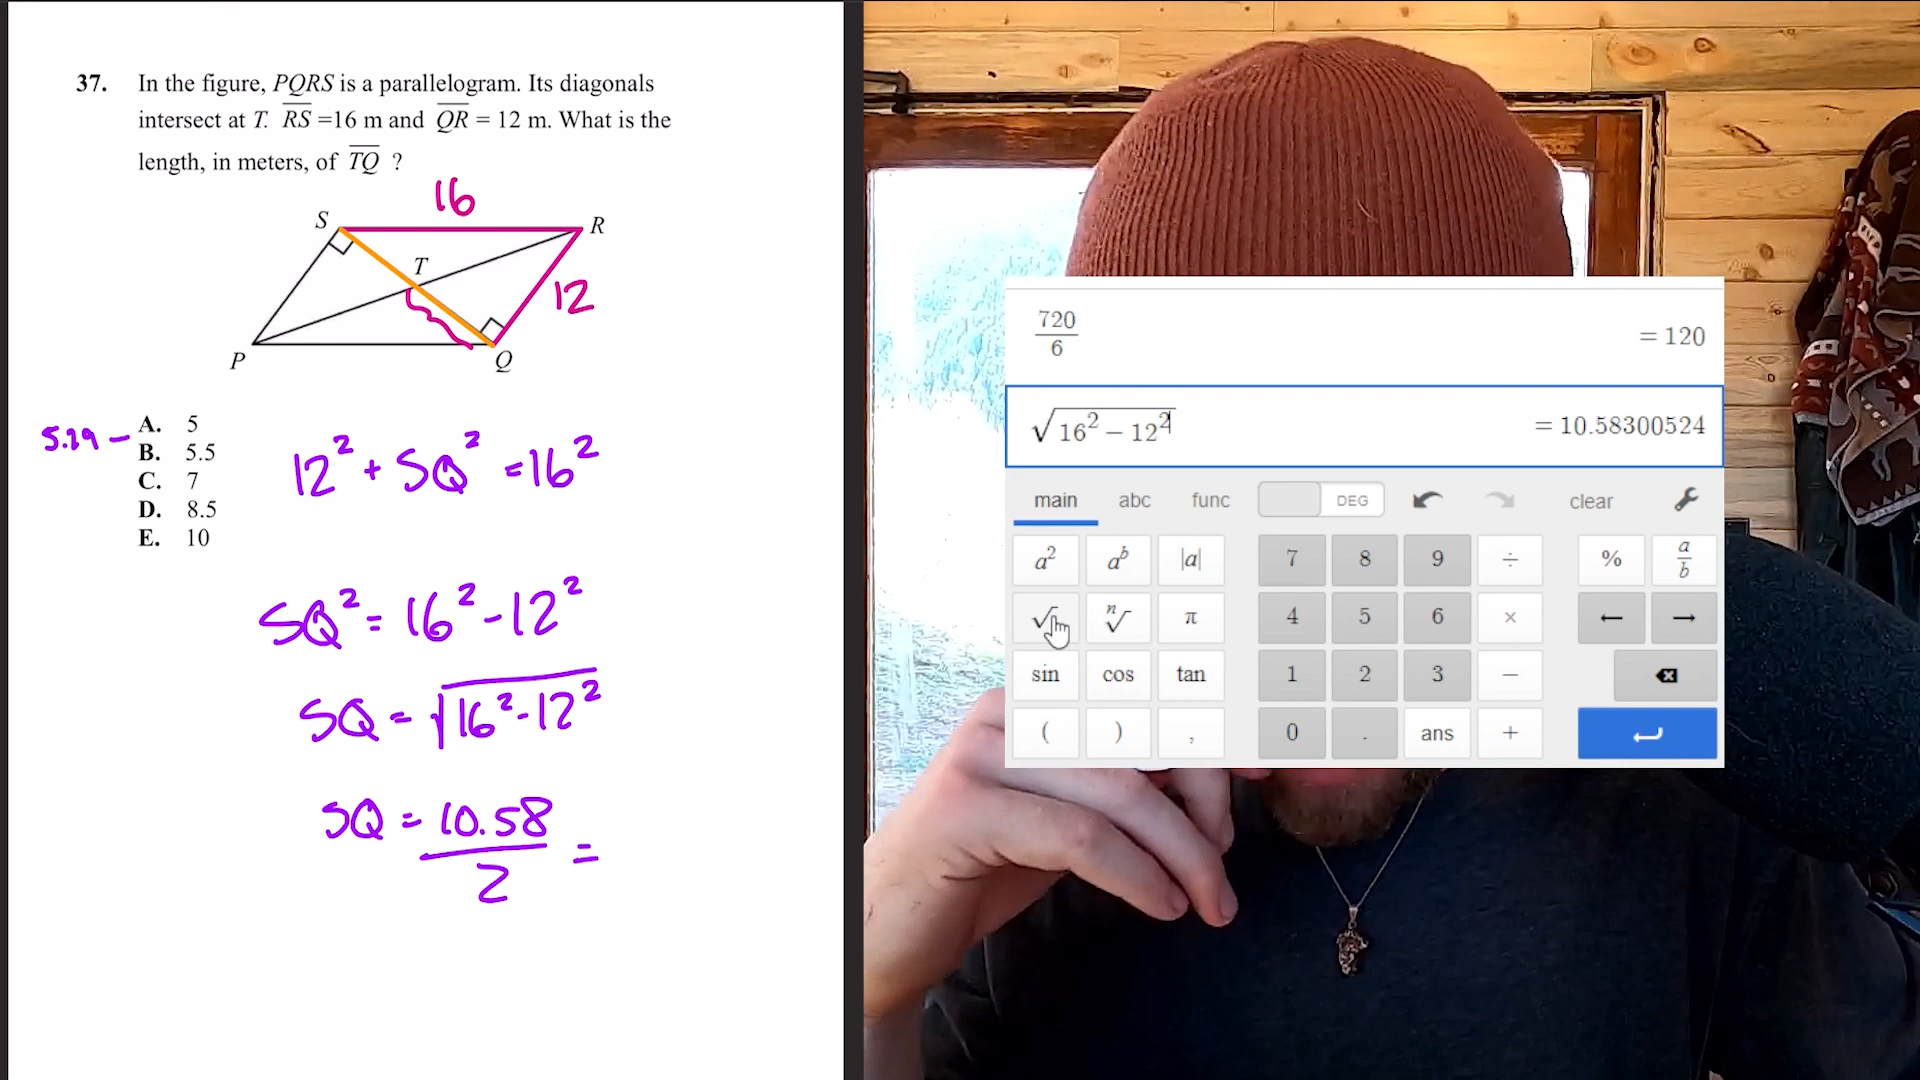 37. In the figure, PQRS is a parallelogram. Its diagonals
intersect at T. RS =16 m and QR = 12 m. What is the
length, in meters, of TQ ?
16
S
R
T
12
P
Q
5.29 –
A. 5
B. 5.5
C. 7
D. 8.5
E. 10
12² + SQ² = 16²
SQ² = 16² - 12²
SQ = √16² - 12²
SQ = 10.58/2 =
720/6 = 120
√16² − 12² = 10.58300524
main abc func DEG clear
a² aᵇ |a| 7 8 9 ÷ % a/b
√ ⁿ√ π 4 5 6 × ← →
sin cos tan 1 2 3 −
( ) , 0 . ans +